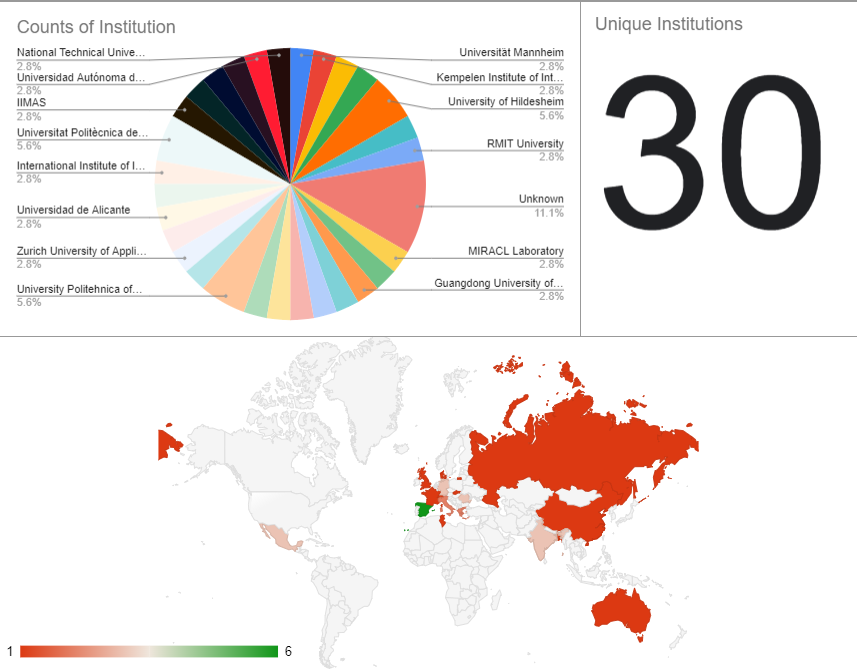 Counts of Institution
Unique Institutions
30
National Technical Unive...
2.8%
Universidad Autónoma d...
2.8%
IIMAS
2.8%
Universitat Politècnica de...
5.6%
International Institute of I...
2.8%
Universidad de Alicante
2.8%
Zurich University of Appli...
2.8%
University Politehnica of...
5.6%
Universität Mannheim
2.8%
Kempelen Institute of Int...
2.8%
University of Hildesheim
5.6%
RMIT University
2.8%
Unknown
11.1%
MIRACL Laboratory
2.8%
Guangdong University of...
2.8%
1
6